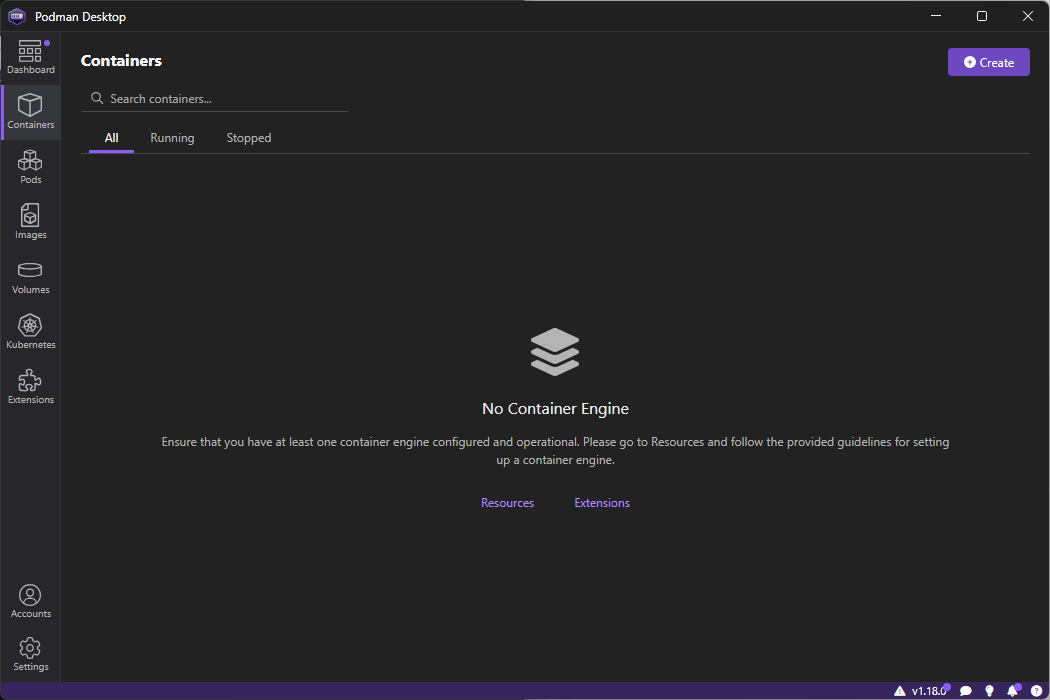 Podman Desktop
Dashboard
Containers
Pods
Images
Volumes
Kubernetes
Extensions
Accounts
Settings
Containers
Create
Search containers...
All Running Stopped
No Container Engine
Ensure that you have at least one container engine configured and operational. Please go to Resources and follow the provided guidelines for setting
up a container engine.
Resources Extensions
v1.18.0